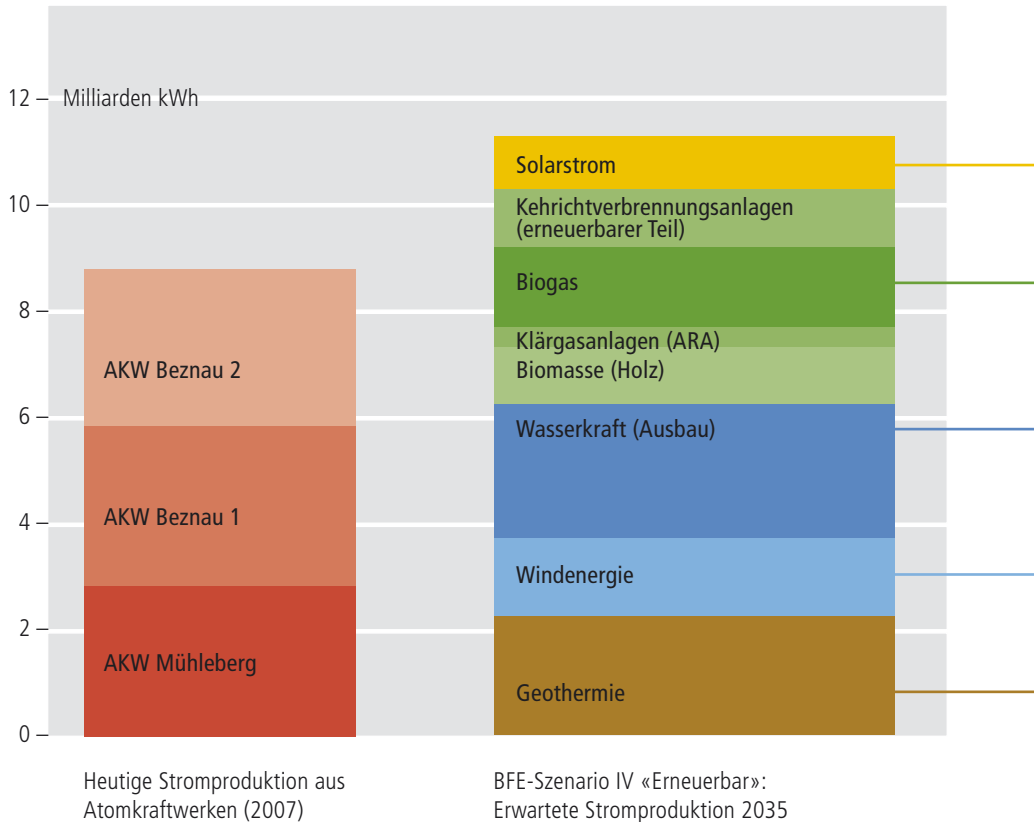 12
Milliarden kWh
10
8
6
4
2
0
AKW Beznau 2
AKW Beznau 1
AKW Mühleberg
Solarstrom
Kehrichtverbrennungsanlagen
(erneuerbarer Teil)
Biogas
Klärgasanlagen (ARA)
Biomasse (Holz)
Wasserkraft (Ausbau)
Windenergie
Geothermie
Heutige Stromproduktion aus
Atomkraftwerken (2007)
BFE-Szenario IV «Erneuerbar»:
Erwartete Stromproduktion 2035